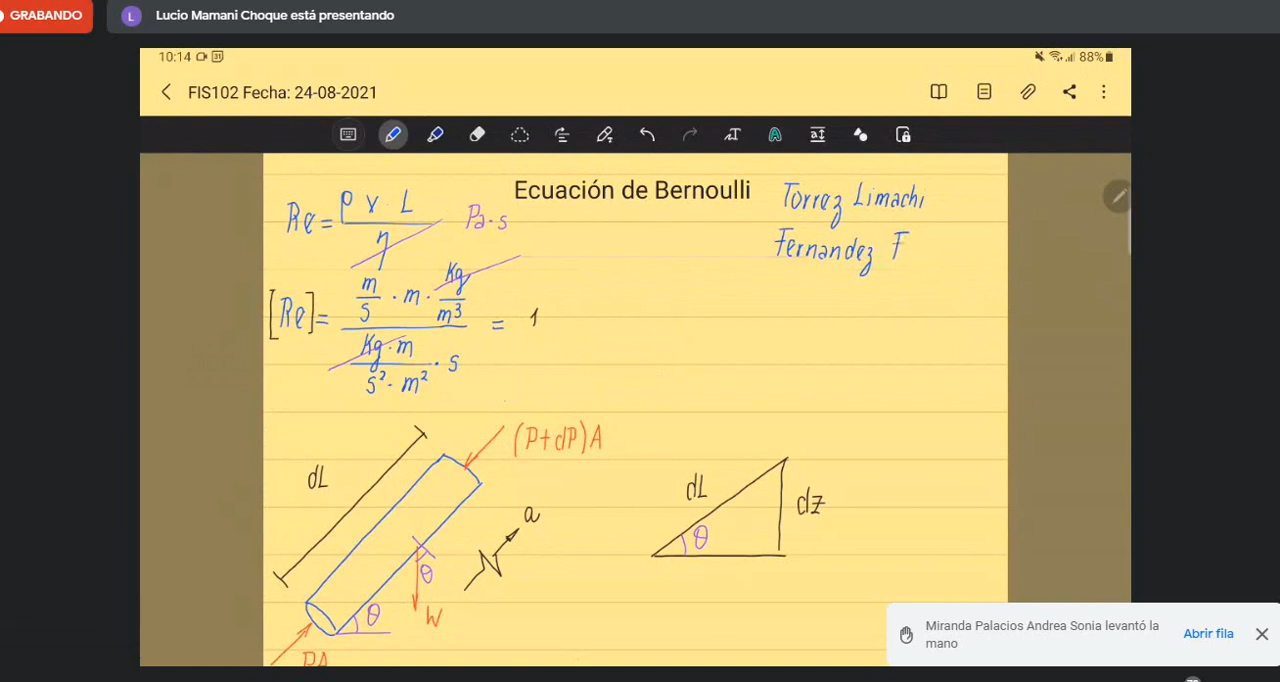 GRABANDO
L Lucio Mamani Choque está presentando
10:14 31 88%
FIS102 Fecha: 24-08-2021
Ecuación de Bernoulli
Torrez Limachi
Fernandez F
Re = ρ v · L / η Pa·s
[Re] = (m/s · m · Kg/m³) / (Kg·m/s²·m² · s) = 1
dL
(P+dP)A
a
θ
W
θ
PA
dL
dz
θ
Miranda Palacios Andrea Sonia levantó la
mano
Abrir fila